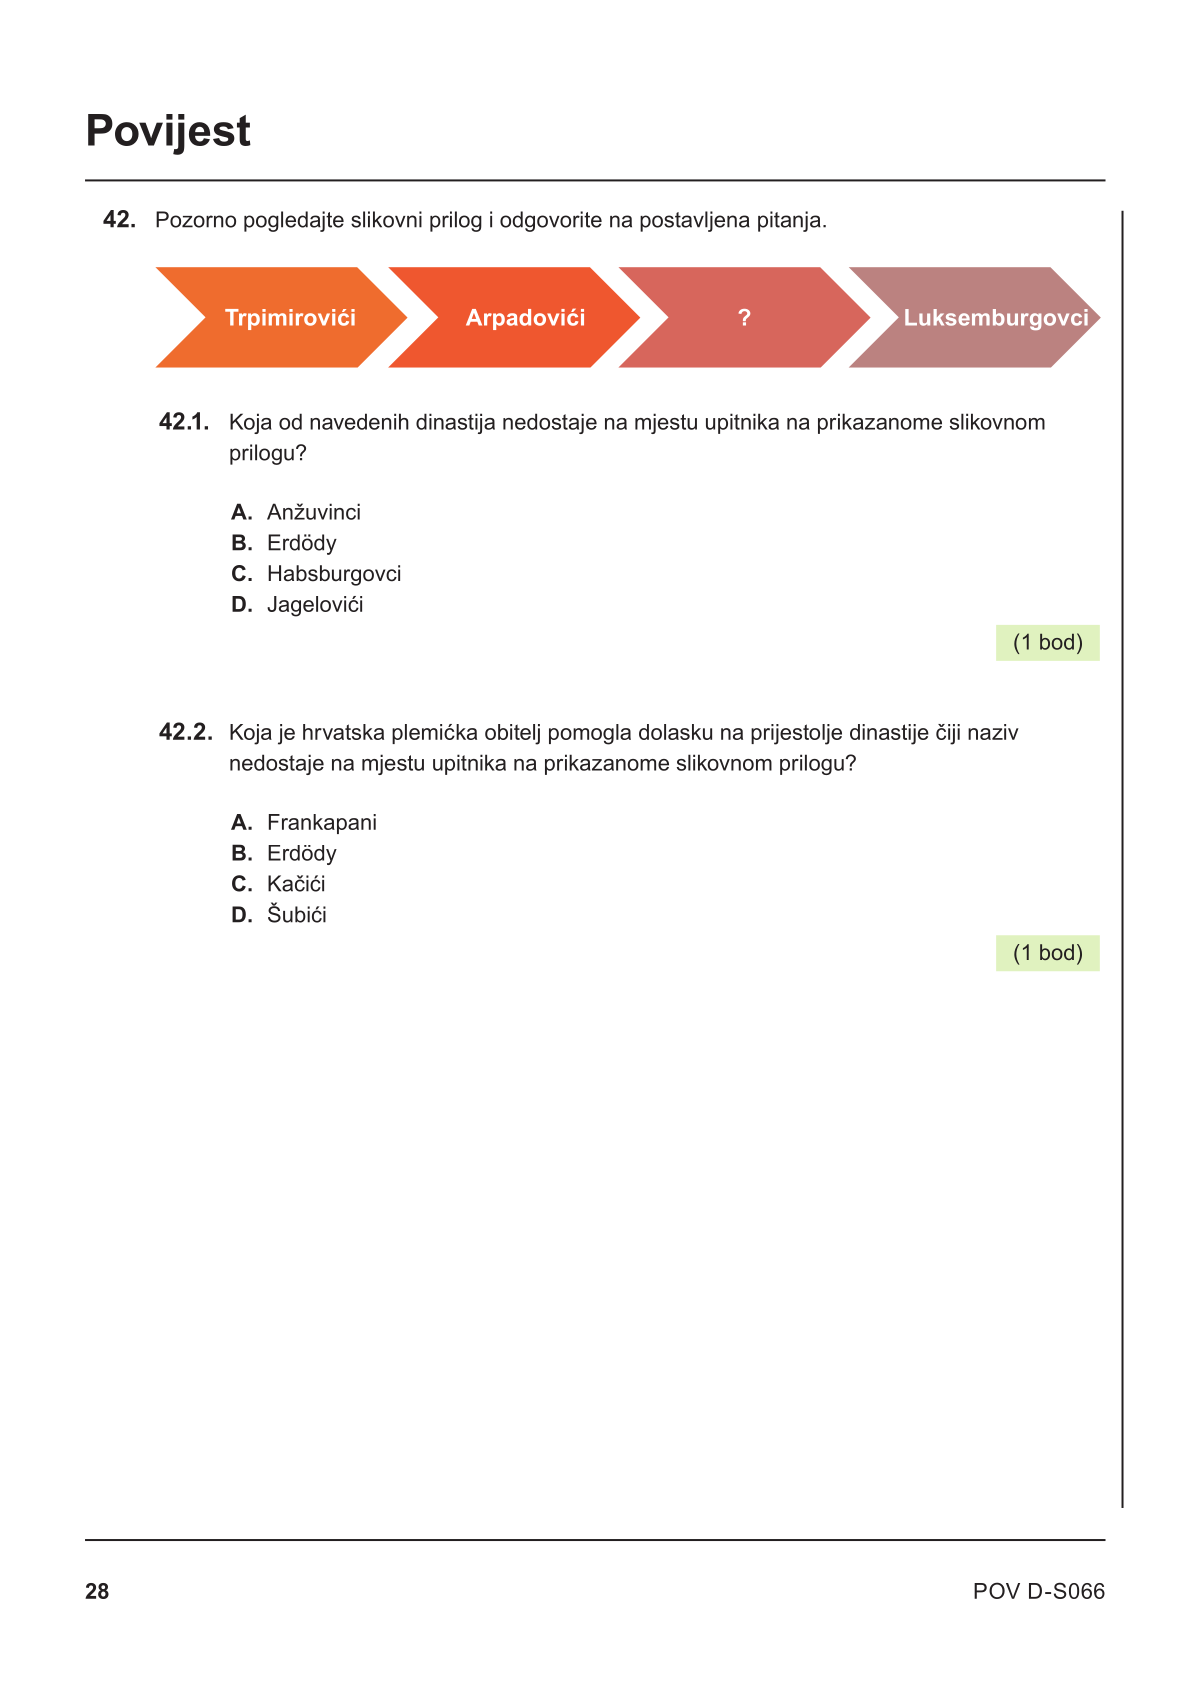 Povijest
42. Pozorno pogledajte slikovni prilog i odgovorite na postavljena pitanja.
Trpimirovići Arpadovići ? Luksemburgovci
42.1. Koja od navedenih dinastija nedostaje na mjestu upitnika na prikazanome slikovnom
prilogu?
A. Anžuvinci
B. Erdödy
C. Habsburgovci
D. Jagelovići
(1 bod)
42.2. Koja je hrvatska plemićka obitelj pomogla dolasku na prijestolje dinastije čiji naziv
nedostaje na mjestu upitnika na prikazanome slikovnom prilogu?
A. Frankapani
B. Erdödy
C. Kačići
D. Šubići
(1 bod)
28 POV D-S066